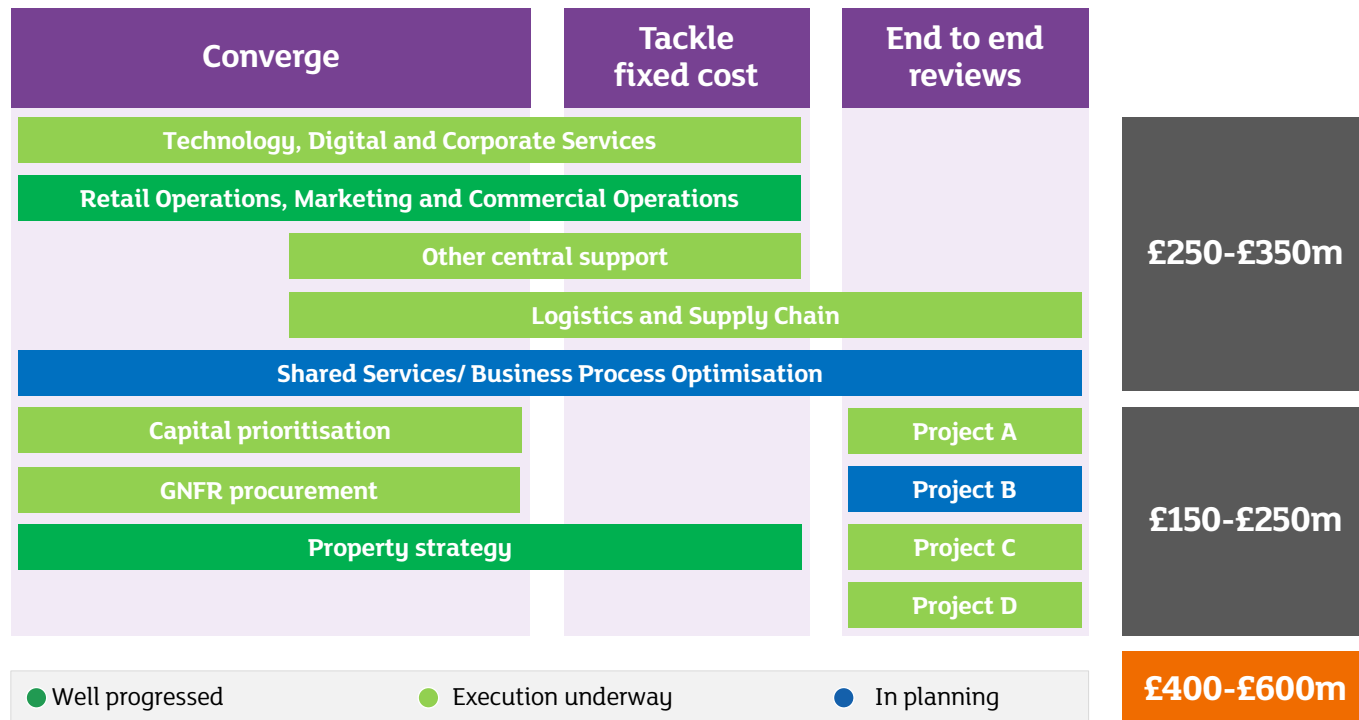 Converge
Tackle
fixed cost
End to end
reviews
Technology, Digital and Corporate Services
Retail Operations, Marketing and Commercial Operations
Other central support
Logistics and Supply Chain
Shared Services/ Business Process Optimisation
£250-£350m
Capital prioritisation
Project A
GNFR procurement
Project B
Property strategy
Project C
Project D
£150-£250m
Well progressed
Execution underway
In planning
£400-£600m